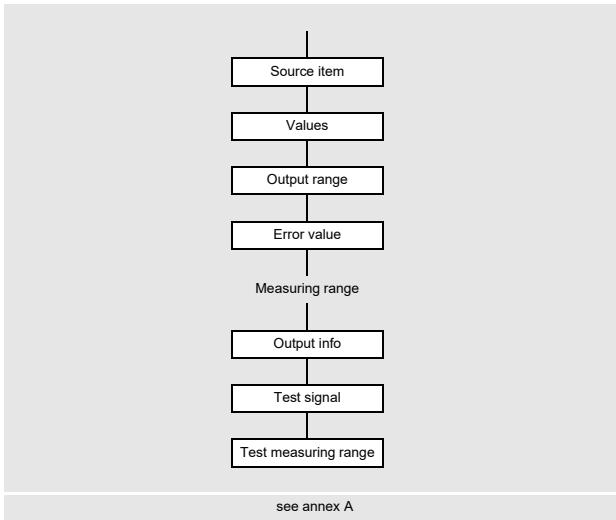 Source item
Values
Output range
Error value
Measuring range
Output info
Test signal
Test measuring range
see annex A